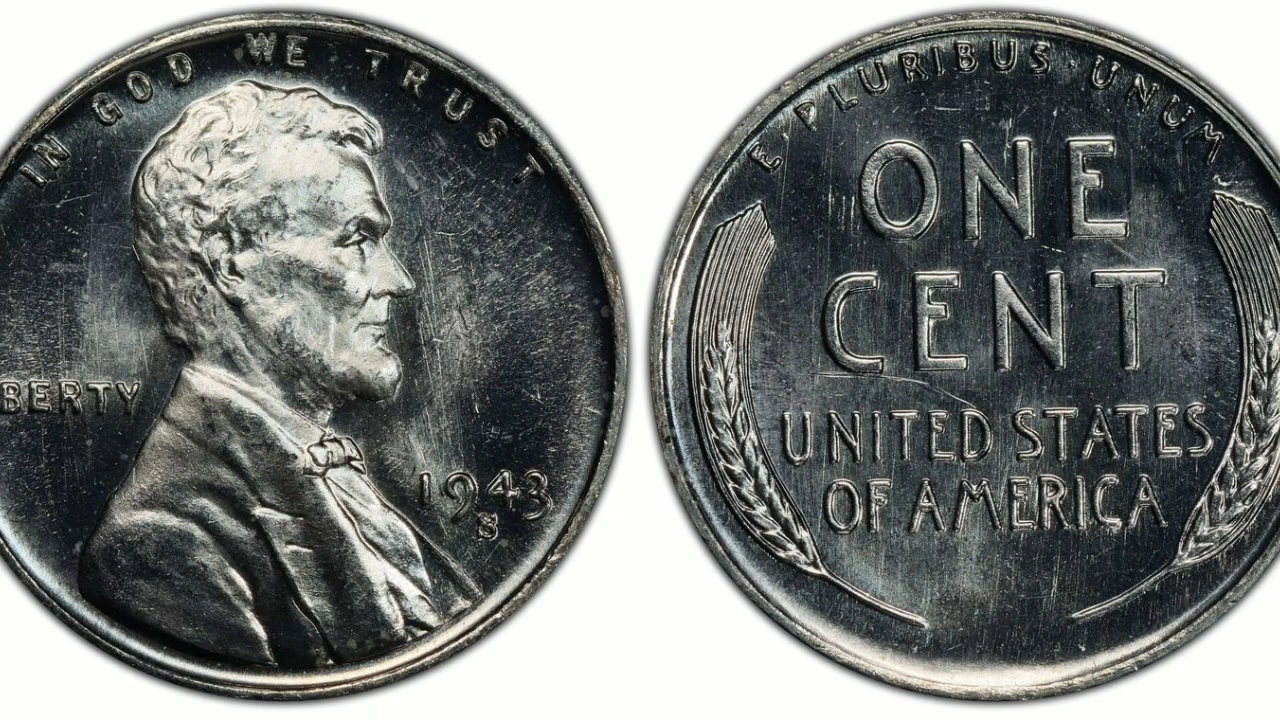 IN GOD WE TRUST
BERTY
1943
S
E·PLURIBUS·UNUM
ONE
CENT
UNITED STATES
OF AMERICA